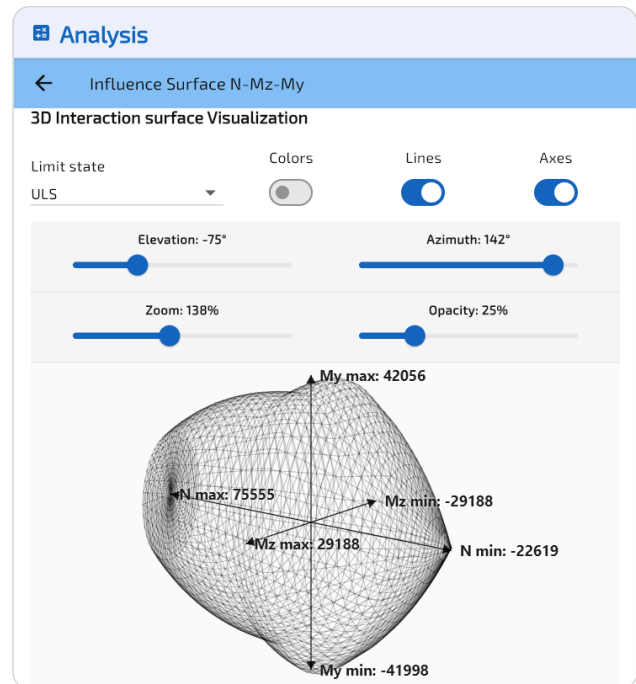 Analysis
Influence Surface N-Mz-My
3D Interaction surface Visualization
Limit state
ULS
Colors
Lines
Axes
Elevation: -75°
Azimuth: 142°
Zoom: 138%
Opacity: 25%
My max: 42056
N max: 75555
Mz min: -29188
Mz max: 29188
N min: -22619
My min: -41998